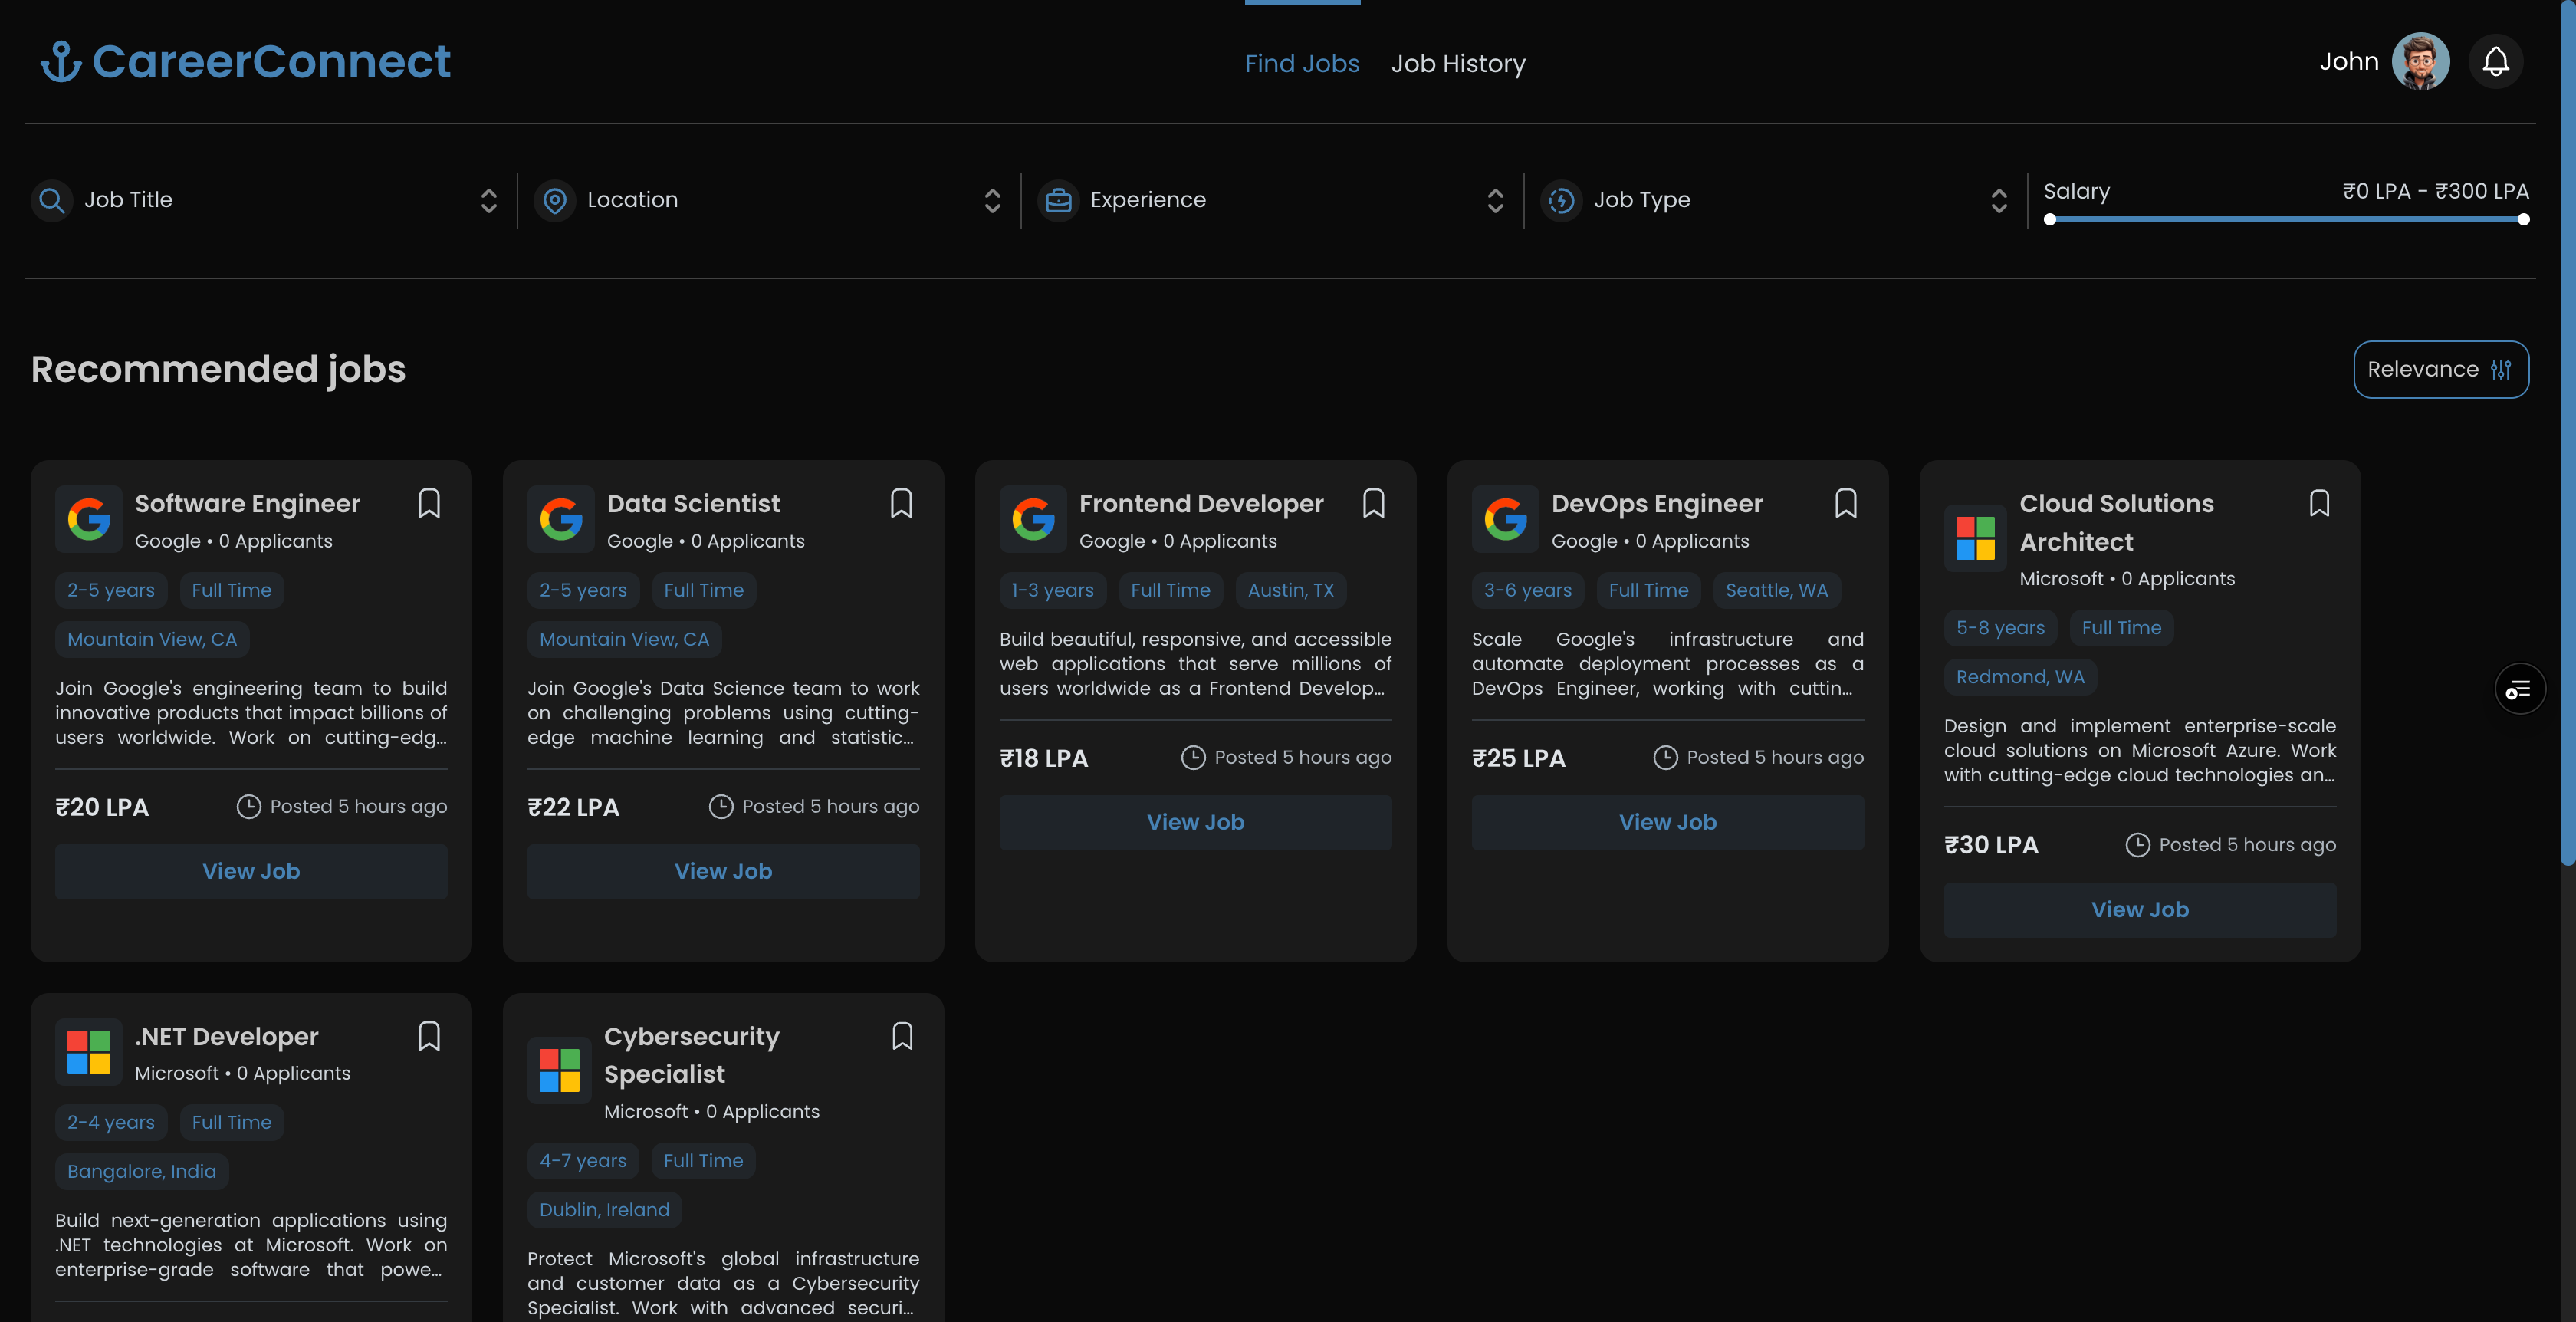 CareerConnect
Find Jobs
Job History
John
Job Title
Location
Experience
Job Type
Salary
₹0 LPA - ₹300 LPA
Recommended jobs
Relevance
Software Engineer
Google • 0 Applicants
2-5 years
Full Time
Mountain View, CA
Join Google's engineering team to build
innovative products that impact billions of
users worldwide. Work on cutting-edg...
₹20 LPA
Posted 5 hours ago
View Job
Data Scientist
Google • 0 Applicants
2-5 years
Full Time
Mountain View, CA
Join Google's Data Science team to work
on challenging problems using cutting-
edge machine learning and statistic...
₹22 LPA
Posted 5 hours ago
View Job
Frontend Developer
Google • 0 Applicants
1-3 years
Full Time
Austin, TX
Build beautiful, responsive, and accessible
web applications that serve millions of
users worldwide as a Frontend Develop...
₹18 LPA
Posted 5 hours ago
View Job
DevOps Engineer
Google • 0 Applicants
3-6 years
Full Time
Seattle, WA
Scale Google's infrastructure and
automate deployment processes as a
DevOps Engineer, working with cuttin...
₹25 LPA
Posted 5 hours ago
View Job
Cloud Solutions
Architect
Microsoft • 0 Applicants
5-8 years
Full Time
Redmond, WA
Design and implement enterprise-scale
cloud solutions on Microsoft Azure. Work
with cutting-edge cloud technologies an...
₹30 LPA
Posted 5 hours ago
View Job
.NET Developer
Microsoft • 0 Applicants
2-4 years
Full Time
Bangalore, India
Build next-generation applications using
.NET technologies at Microsoft. Work on
enterprise-grade software that powe...
Cybersecurity
Specialist
Microsoft • 0 Applicants
4-7 years
Full Time
Dublin, Ireland
Protect Microsoft's global infrastructure
and customer data as a Cybersecurity
Specialist. Work with advanced securi...